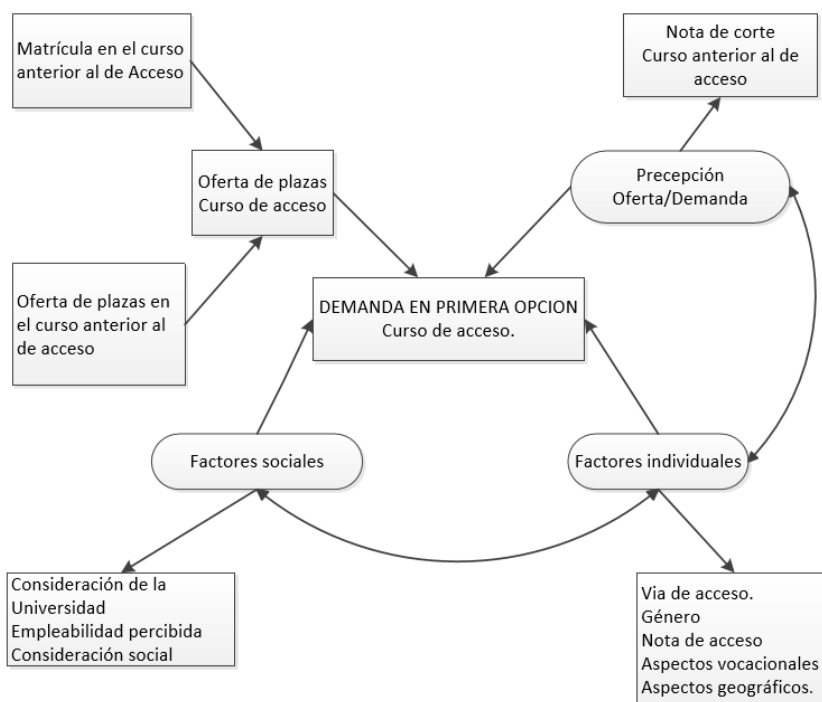 Matrícula en el curso
anterior al de Acceso
Nota de corte
Curso anterior al de
acceso
Oferta de plazas
Curso de acceso
Precepción
Oferta/Demanda
Oferta de plazas en
el curso anterior al
de acceso
DEMANDA EN PRIMERA OPCION
Curso de acceso.
Factores sociales
Factores individuales
Consideración de la
Universidad
Empleabilidad percibida
Consideración social
Via de acceso.
Género
Nota de acceso
Aspectos vocacionales
Aspectos geográficos.